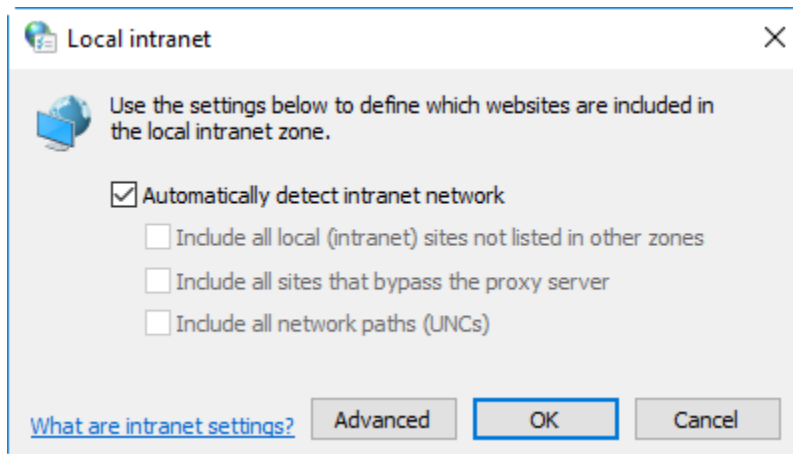 Local intranet
Use the settings below to define which websites are included in
the local intranet zone.
Automatically detect intranet network
Include all local (intranet) sites not listed in other zones
Include all sites that bypass the proxy server
Include all network paths (UNCs)
What are intranet settings? Advanced OK Cancel